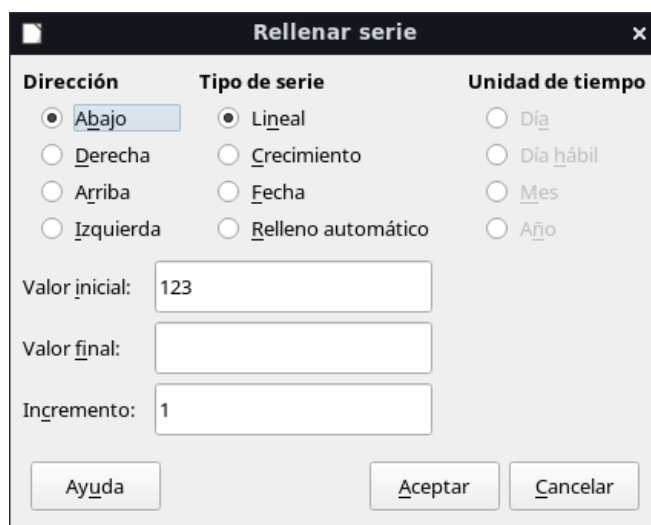 Rellenar serie
Dirección Tipo de serie Unidad de tiempo
Abajo Lineal Día
Derecha Crecimiento Día hábil
Arriba Fecha Mes
Izquierda Relleno automático Año
Valor inicial: 123
Valor final:
Incremento: 1
Ayuda Aceptar Cancelar